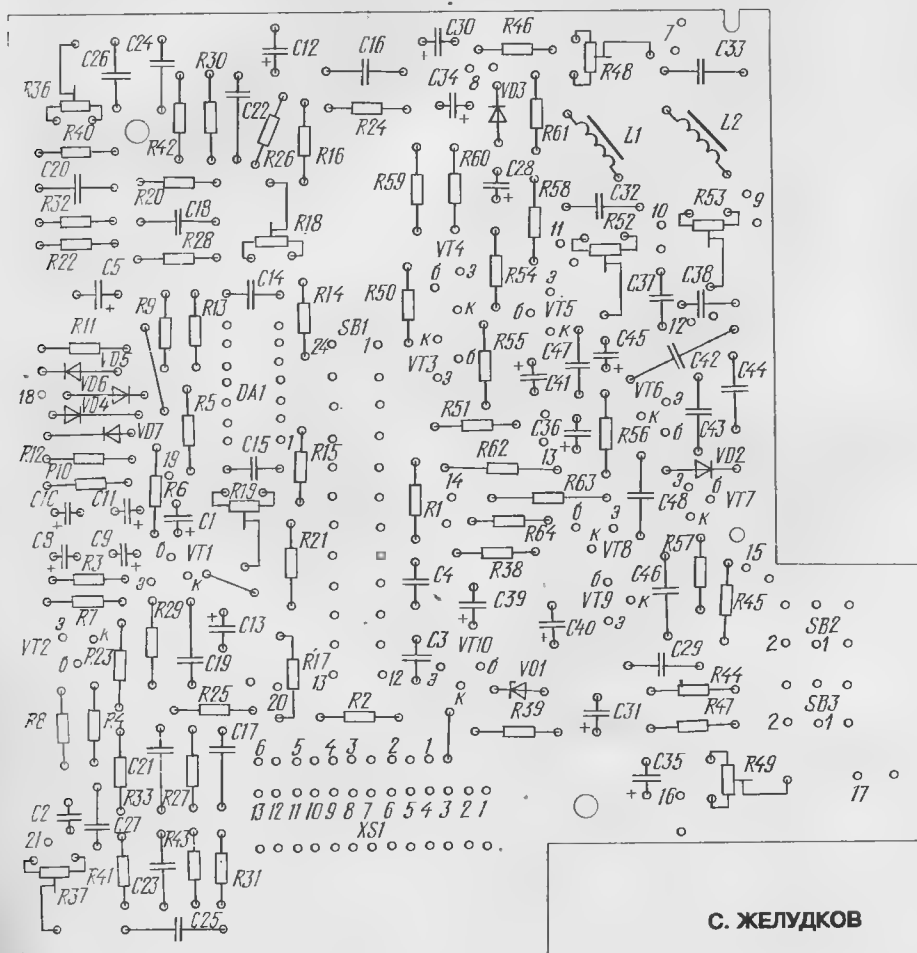 C30 R46 7
C24 C12 C16 C33
C26 R30 R48
R36 C34 8 VD3
R40 R42 C22 R24 R61 L1 L2
R26 R16
C20 R59 R60 C28 R58 C32 R53 9
R32 R20 10
C18 R18 R52
R22 R28 VT4 11
C5 б э R54 э C37 C38
R9 R13 C14 R14 R50 к б VT5
R11 24 SB1 1 к VT3 б R55 к C47 C45 12 C42
VD5 э C41 VT6 C44
18 VD6 R5 DA1 э
VD4 R51 C36 к
VD7 R56 б C43
R12 19 C15 1 R15 R62 13 VD2
R10 R6 R19 14 R63 э б VT7
C10 C11 C1 R1 б э C48 к
C8 C9 б VT1 R21 R64 к VT8 R57
R3 э к C4 R38 15
R7 R29 C39 б VT9 к C46 R45
э C13 C40 э SB2
VT2 к C3 VT10 2 1
б R23 C19 R17 C29
13 12 э б VD1 R44
20 к SB3
R8 R4 R25 R2 R39 C31 R47 2 1
C17
6 5 4 3 2 1
C21 C35 R49
R33 R27 16 17
C2 13 12 11 10 9 8 7 6 5 4 3 2 1
C27 R43 XS1
21
R41 C23 R31
R37
C25
С. ЖЕЛУДКОВ